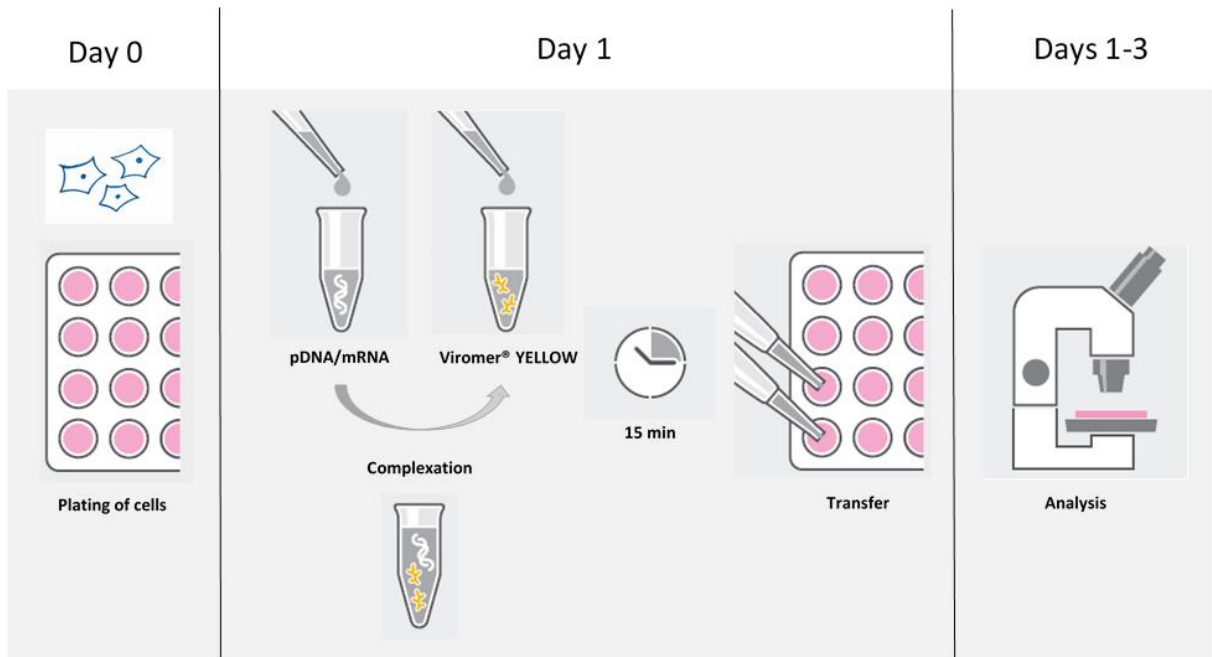 Day 0
Day 1
Days 1-3
Plating of cells
pDNA/mRNA
Viromer® YELLOW
Complexation
15 min
Transfer
Analysis